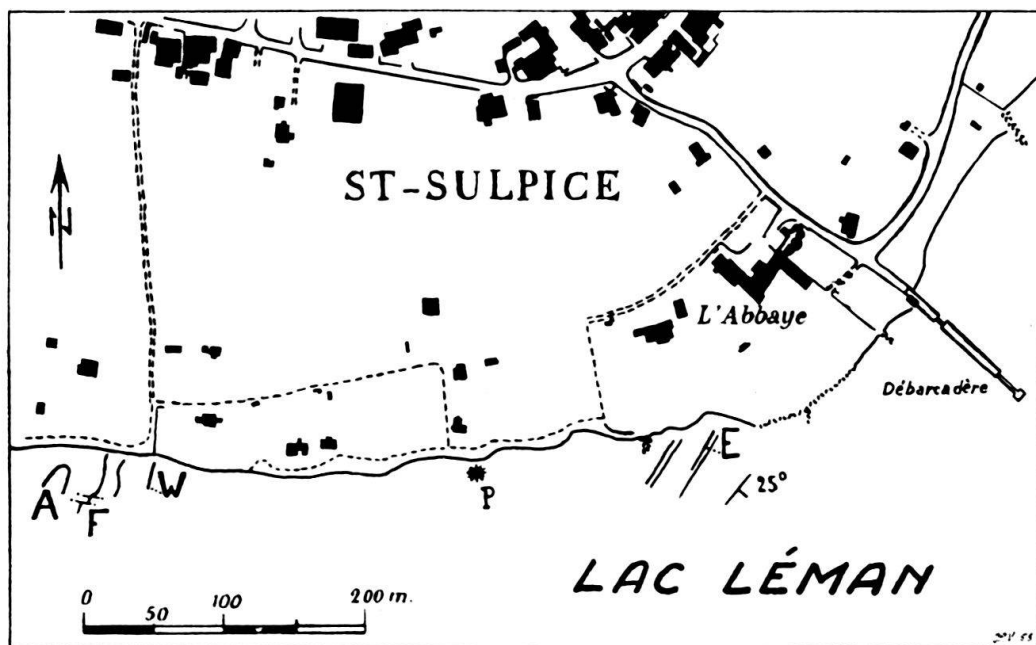 ST-SULPICE
L'Abbaye
Débarcadère
A
F
W
P
E
25°
LAC LÉMAN
0 50 100 200 m.